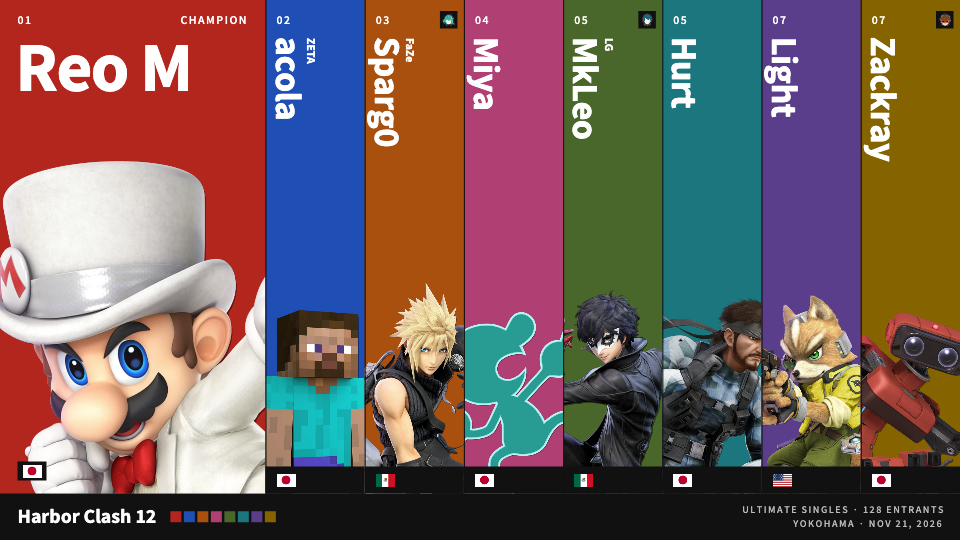 01 CHAMPION
Reo M
02
ZETA
acola
03
FaZe
Sparg0
04
Miya
05
LG
MkLeo
05
Hurt
07
Light
07
Zackray
Harbor Clash 12
ULTIMATE SINGLES · 128 ENTRANTS
YOKOHAMA · NOV 21, 2026